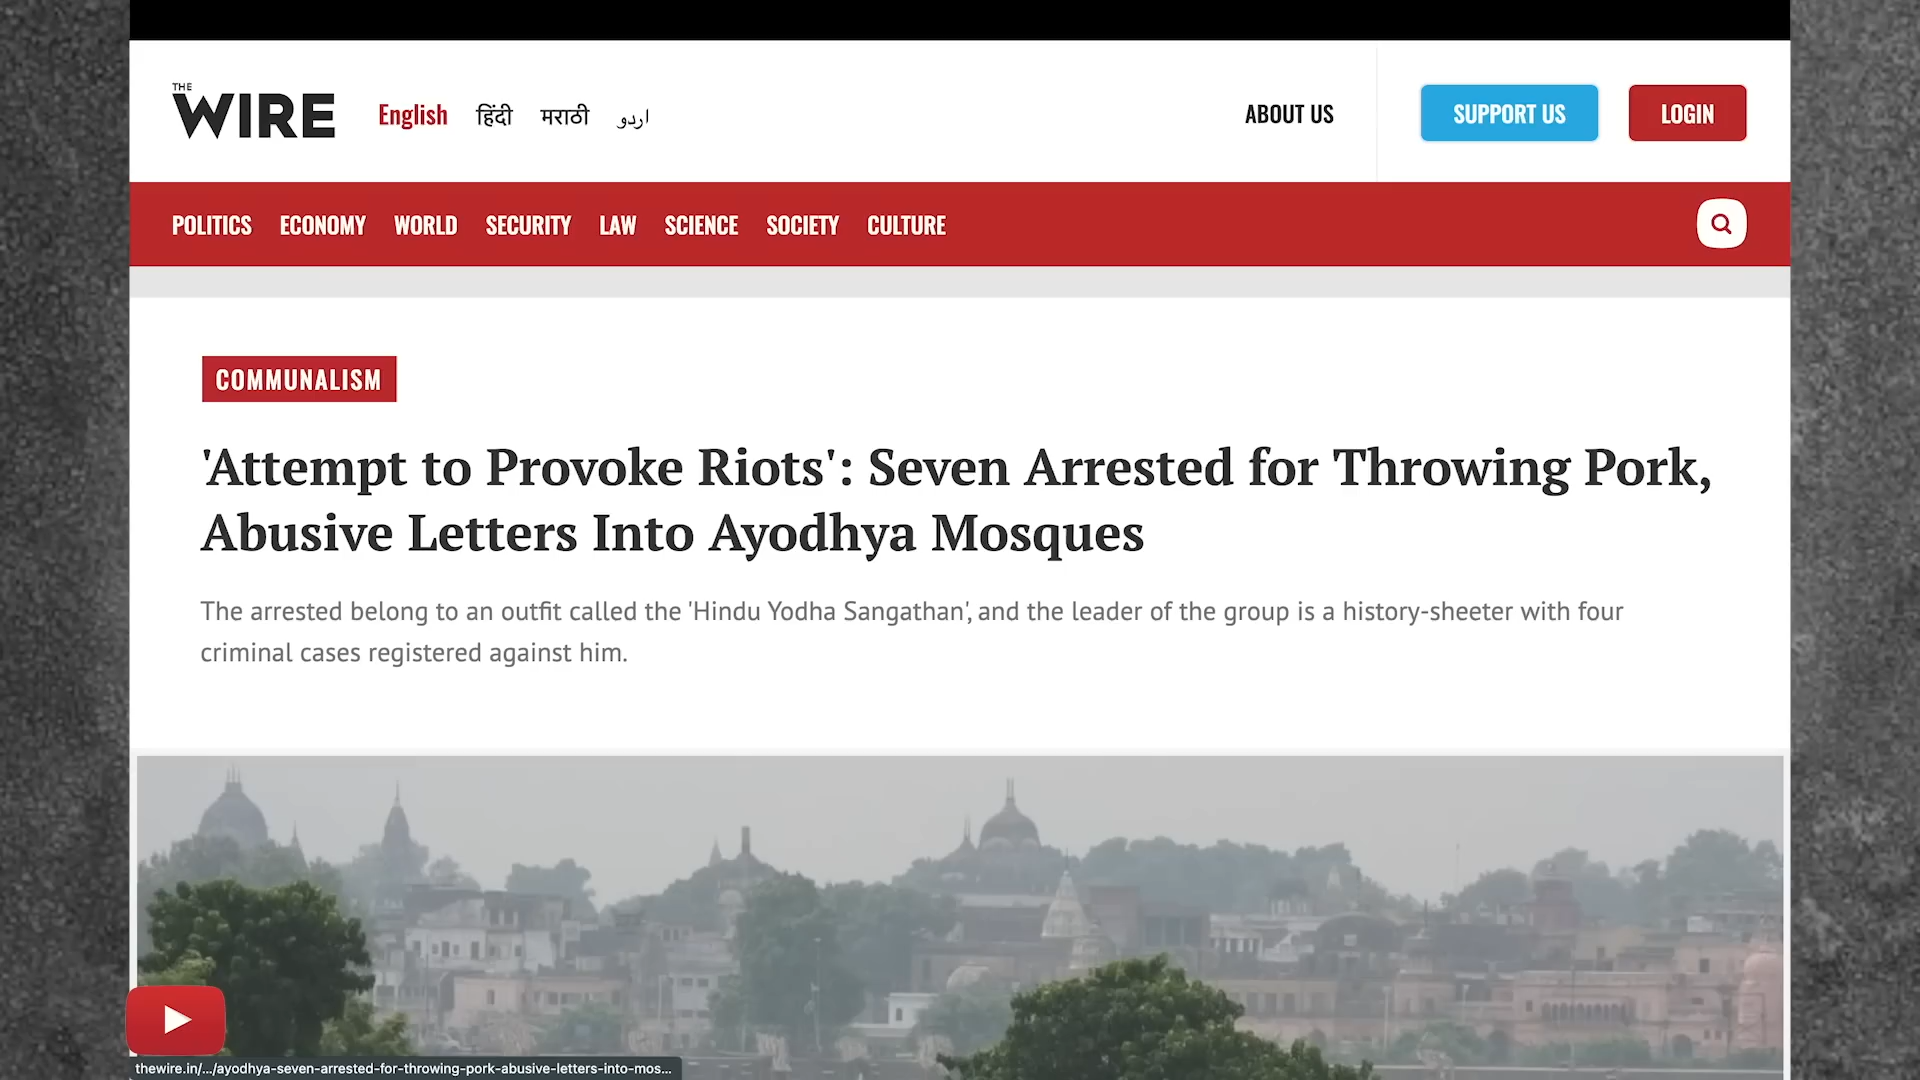 THE
WIRE
English हिंदी मराठी اردو
ABOUT US
SUPPORT US
LOGIN
POLITICS ECONOMY WORLD SECURITY LAW SCIENCE SOCIETY CULTURE
COMMUNALISM
'Attempt to Provoke Riots': Seven Arrested for Throwing Pork,
Abusive Letters Into Ayodhya Mosques
The arrested belong to an outfit called the 'Hindu Yodha Sangathan', and the leader of the group is a history-sheeter with four
criminal cases registered against him.
thewire.in/.../ayodhya-seven-arrested-for-throwing-pork-abusive-letters-into-mos...